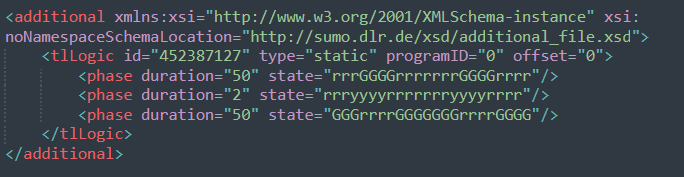 <additional xmlns:xsi="http://www.w3.org/2001/XMLSchema-instance" xsi:
noNamespaceSchemaLocation="http://sumo.dlr.de/xsd/additional_file.xsd">
<tlLogic id="452387127" type="static" programID="0" offset="0">
<phase duration="50" state="rrrGGGGrrrrrrrGGGGrrrr"/>
<phase duration="2" state="rrryyyyrrrrrrryyyyrrrr"/>
<phase duration="50" state="GGGrrrrGGGGGGGrrrrGGGG"/>
</tlLogic>
</additional>